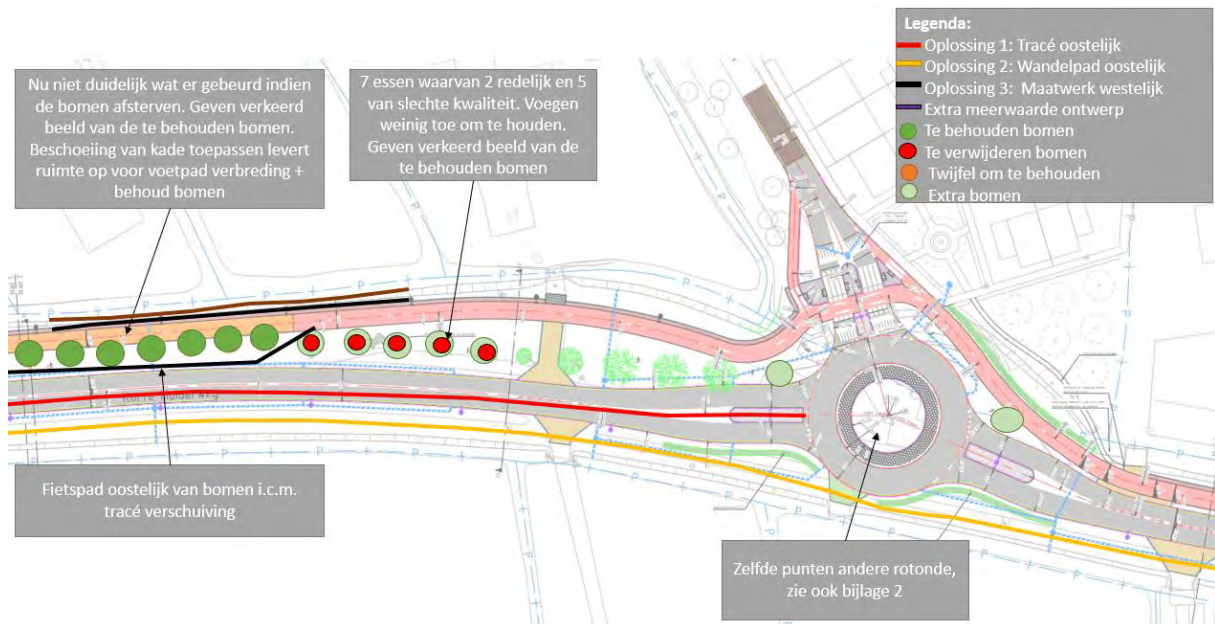 Legenda:
Oplossing 1: Tracé oostelijk
Oplossing 2: Wandelpad oostelijk
Oplossing 3: Maatwerk westelijk
Extra meerwaarde ontwerp
Te behouden bomen
Te verwijderen bomen
Twijfel om te behouden
Extra bomen
Nu niet duidelijk wat er gebeurd indien
de bomen afsterven. Geven verkeerd
beeld van de te behouden bomen.
Beschoeiing van kade toepassen levert
ruimte op voor voetpad verbreding +
behoud bomen
7 essen waarvan 2 redelijk en 5
van slechte kwaliteit. Voegen
weinig toe om te houden.
Geven verkeerd beeld van de
te behouden bomen
Fietspad oostelijk van bomen i.c.m.
tracé verschuiving
Zelfde punten andere rotonde,
zie ook bijlage 2